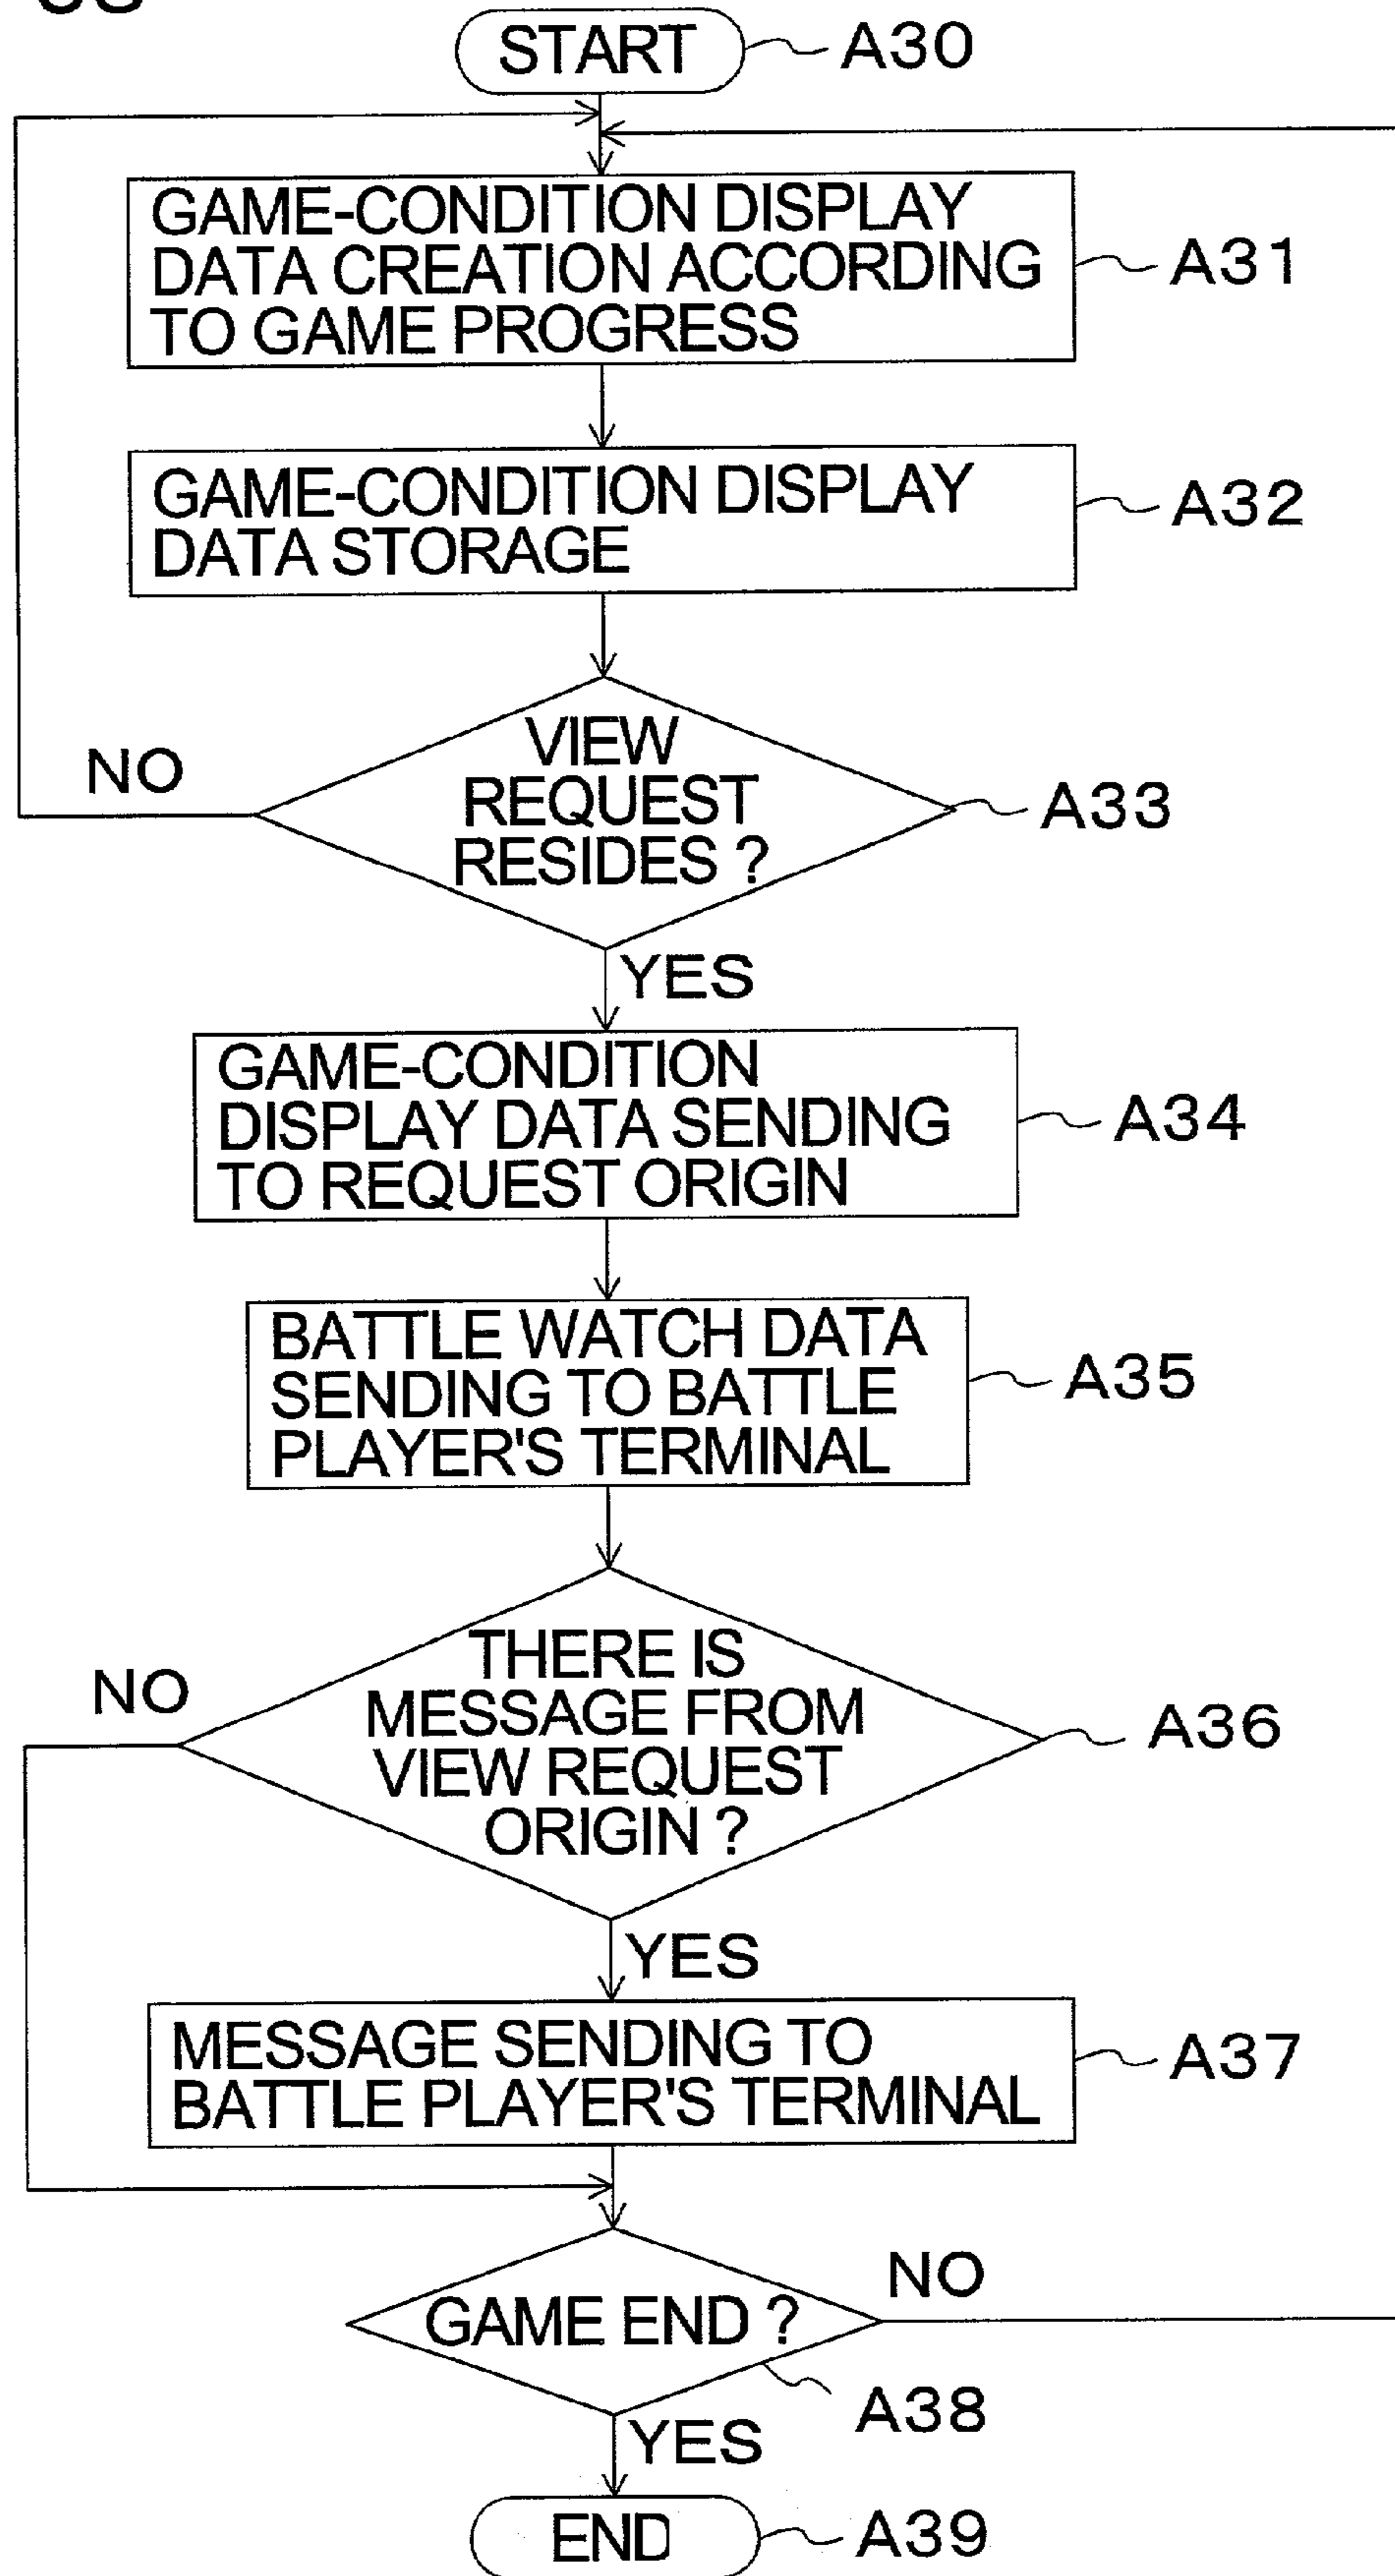 START
A30
GAME-CONDITION DISPLAY
DATA CREATION ACCORDING
TO GAME PROGRESS
A31
GAME-CONDITION DISPLAY
DATA STORAGE
A32
NO
VIEW
REQUEST
RESIDES ?
A33
YES
GAME-CONDITION
DISPLAY DATA SENDING
TO REQUEST ORIGIN
A34
BATTLE WATCH DATA
SENDING TO BATTLE
PLAYER'S TERMINAL
A35
NO
THERE IS
MESSAGE FROM
VIEW REQUEST
ORIGIN ?
A36
YES
MESSAGE SENDING TO
BATTLE PLAYER'S TERMINAL
A37
GAME END ?
NO
A38
YES
END
A39